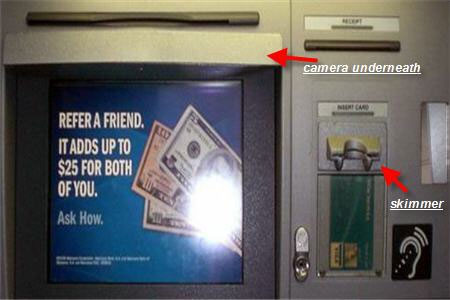 RECEIPT
camera underneath
INSERT CARD
REFER A FRIEND.
IT ADDS UP TO
$25 FOR BOTH
OF YOU.
Ask How.
skimmer